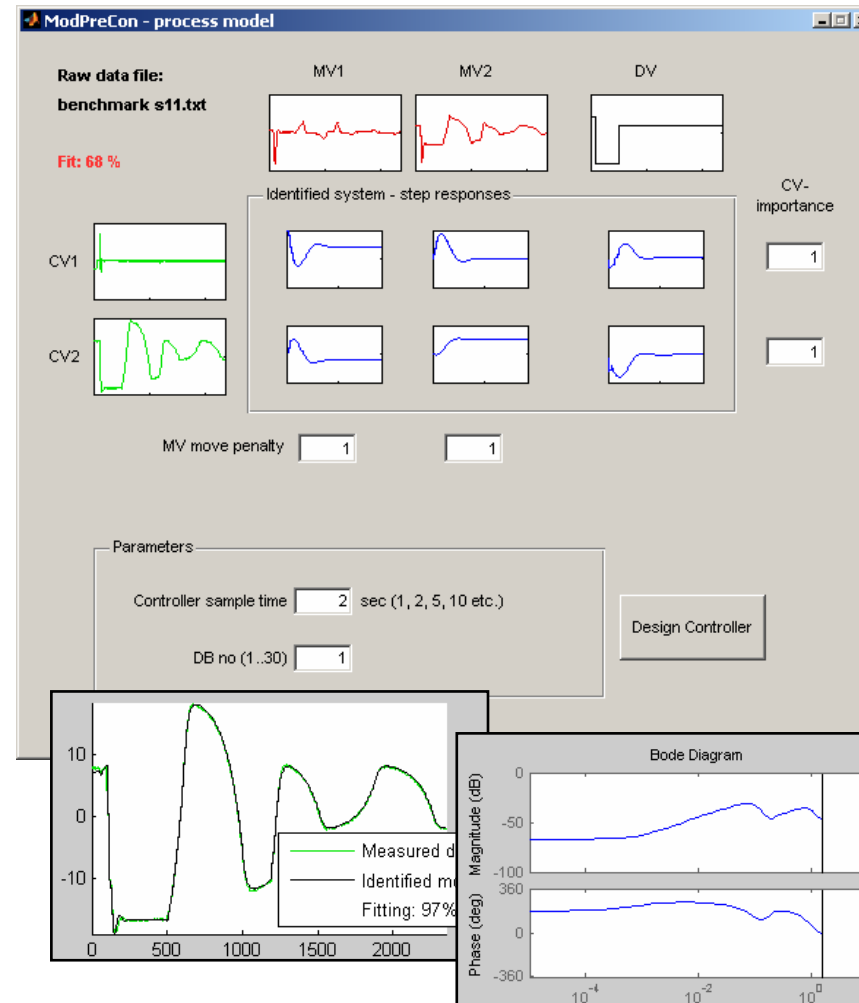 ModPreCon - process model
Raw data file:
benchmark s11.txt
Fit: 68 %
MV1
MV2
DV
Identified system - step responses
CV-
importance
CV1
1
CV2
1
MV move penalty
1
1
Parameters
Controller sample time
2
sec (1, 2, 5, 10 etc.)
DB no (1..30)
1
Design Controller
10
0
-10
Measured d
Identified m
Fitting: 97%
0
500
1000
1500
2000
Bode Diagram
Magnitude (dB)
0
-50
-100
Phase (deg)
360
0
-360
10^-4
10^-2
10^0